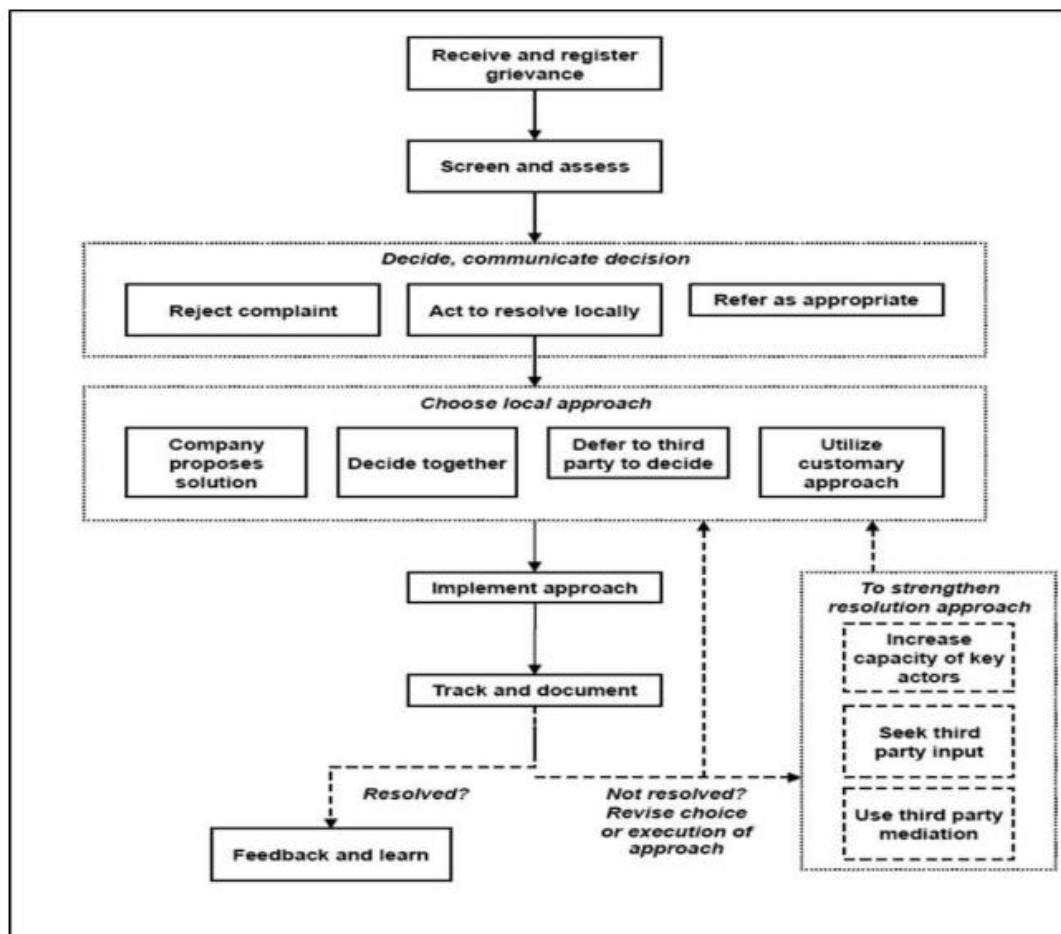 Receive and register
grievance
Screen and assess
Decide, communicate decision
Reject complaint
Act to resolve locally
Refer as appropriate
Choose local approach
Company
proposes
solution
Decide together
Defer to third
party to decide
Utilize
customary
approach
Implement approach
To strengthen
resolution approach
Increase
capacity of key
actors
Track and document
Seek third
party input
Resolved?
Not resolved?
Revise choice
or execution of
approach
Use third party
mediation
Feedback and learn